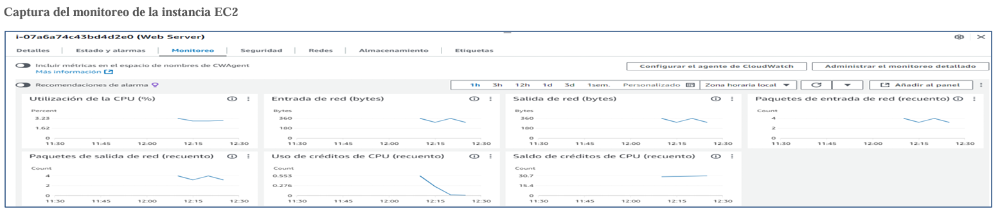 Captura del monitoreo de la instancia EC2
i-07a6a74c43bd4d2e0 (Web Server)
Detalles | Estado y alarmas | Monitoreo | Seguridad | Redes | Almacenamiento | Etiquetas
Incluir métricas en el espacio de nombres de CWAgent
Más información
Configurar el agente de CloudWatch
Administrar el monitoreo detallado
Recomendaciones de alarma
1h 3h 12h 1d 3d 1sem. Personalizado Zona horaria local Añadir al panel
Utilización de la CPU (%)
Percent
3.23
1.62
0
11:30 11:45 12:00 12:15 12:30
Entrada de red (bytes)
Bytes
360
180
0
11:30 11:45 12:00 12:15 12:30
Salida de red (bytes)
Bytes
360
180
0
11:30 11:45 12:00 12:15 12:30
Paquetes de entrada de red (recuento)
Count
4
2
0
11:30 11:45 12:00 12:15 12:30
Paquetes de salida de red (recuento)
Count
4
2
0
11:30 11:45 12:00 12:15 12:30
Uso de créditos de CPU (recuento)
Count
0.553
0.276
0
11:30 11:45 12:00 12:15 12:30
Saldo de créditos de CPU (recuento)
Count
30.7
15.4
0
11:30 11:45 12:00 12:15 12:30